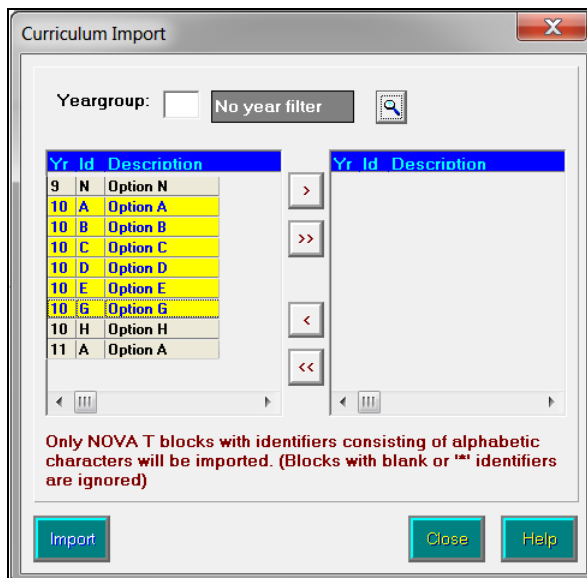 Curriculum Import
X
Yeargroup: No year filter
Yr Id Description
9 N Option N
10 A Option A
10 B Option B
10 C Option C
10 D Option D
10 E Option E
10 G Option G
10 H Option H
11 A Option A
Yr Id Description
>
>>
<
<<
Only NOVA T blocks with identifiers consisting of alphabetic
characters will be imported. (Blocks with blank or '*' identifiers
are ignored)
Import Close Help